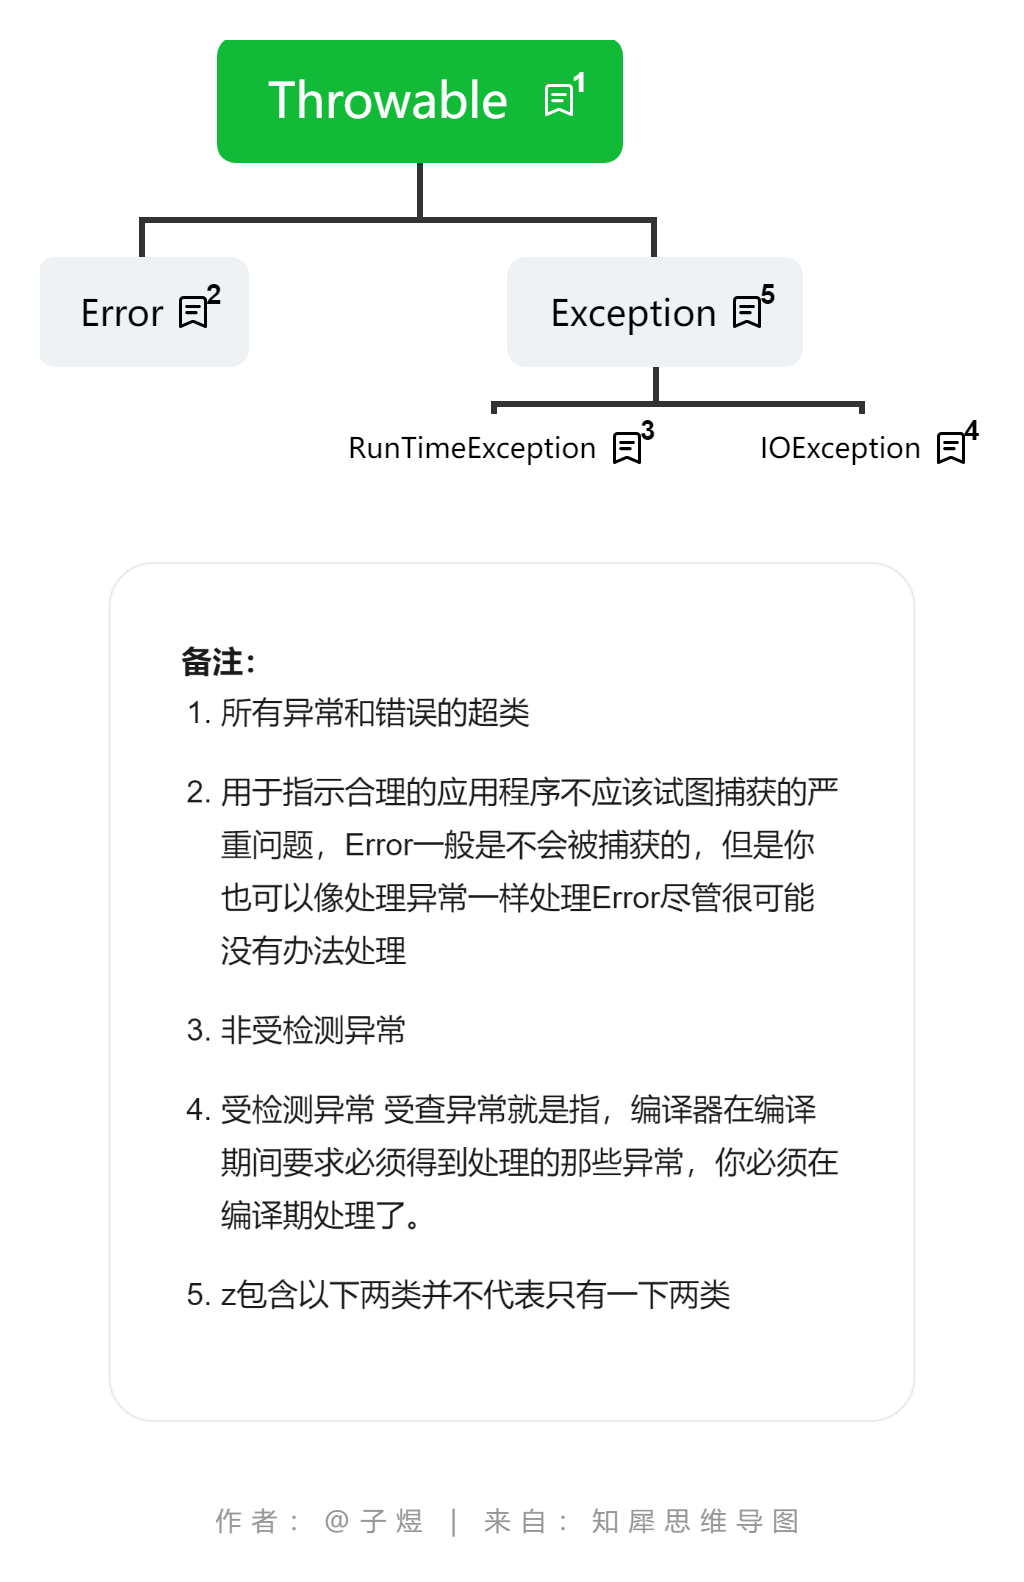 Throwable 1
Error 2
Exception 5
RunTimeException 3
IOException 4
备注：
1. 所有异常和错误的超类
2. 用于指示合理的应用程序不应该试图捕获的严
重问题，Error一般是不会被捕获的，但是你
也可以像处理异常一样处理Error尽管很可能
没有办法处理
3. 非受检测异常
4. 受检测异常 受查异常就是指，编译器在编译
期间要求必须得到处理的那些异常，你必须在
编译期处理了。
5. z包含以下两类并不代表只有一下两类
作者：@子煜 | 来自：知犀思维导图